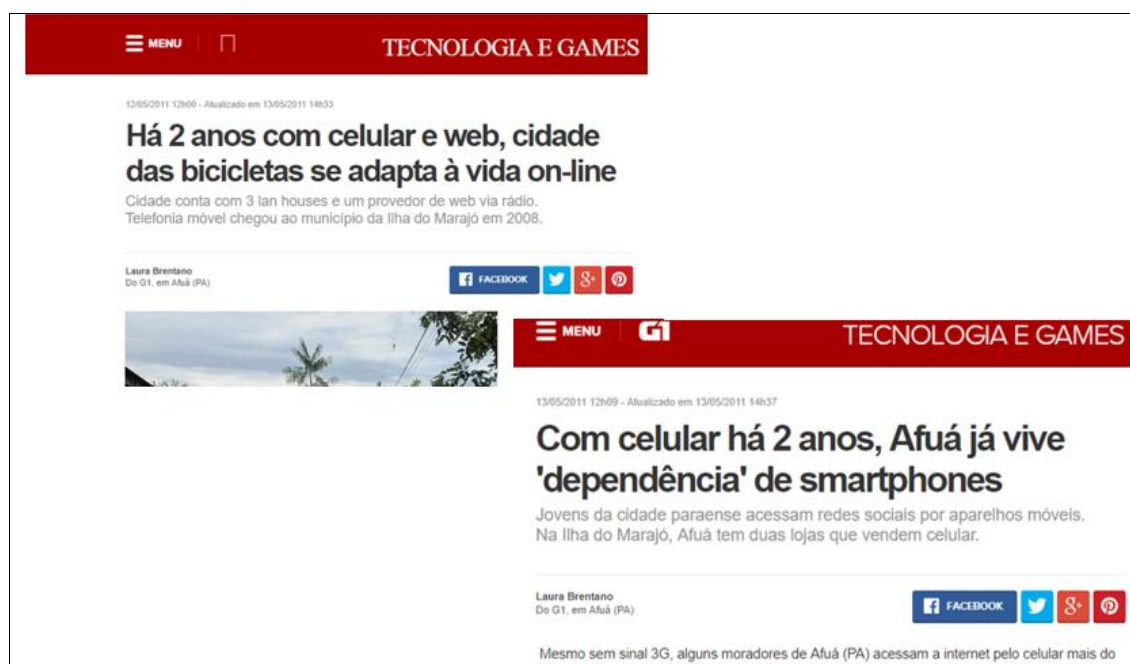 MENU
TECNOLOGIA E GAMES
12/05/2011 12h00 - Atualizado em 13/05/2011 14h33
Há 2 anos com celular e web, cidade
das bicicletas se adapta à vida on-line
Cidade conta com 3 lan houses e um provedor de web via rádio.
Telefonia móvel chegou ao município da Ilha do Marajó em 2008.
Laura Brentano
Do G1, em Afuá (PA)
FACEBOOK
MENU
G1
TECNOLOGIA E GAMES
13/05/2011 12h09 - Atualizado em 13/05/2011 14h37
Com celular há 2 anos, Afuá já vive
'dependência' de smartphones
Jovens da cidade paraense acessam redes sociais por aparelhos móveis.
Na Ilha do Marajó, Afuá tem duas lojas que vendem celular.
Laura Brentano
Do G1, em Afuá (PA)
FACEBOOK
Mesmo sem sinal 3G, alguns moradores de Afuá (PA) acessam a internet pelo celular mais do